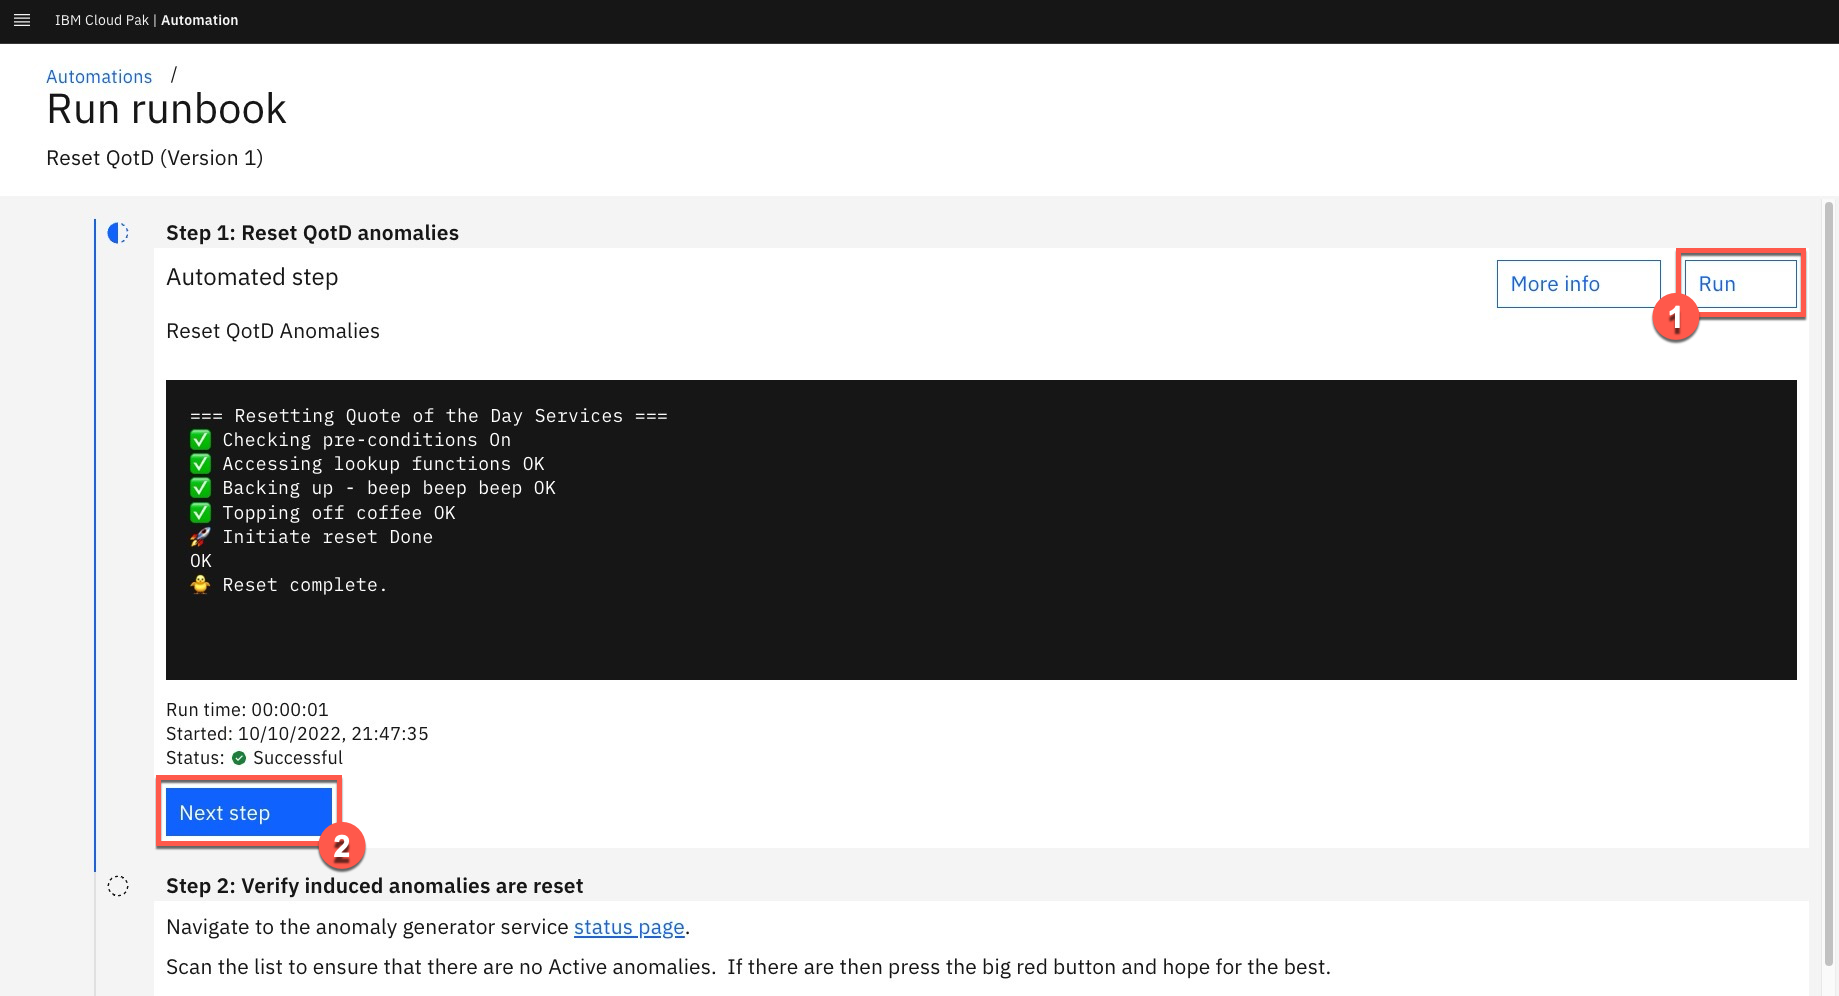 IBM Cloud Pak | Automation
Automations /
Run runbook
Reset QotD (Version 1)
Step 1: Reset QotD anomalies
Automated step
More info
Run
1
Reset QotD Anomalies
=== Resetting Quote of the Day Services ===
✅ Checking pre-conditions On
✅ Accessing lookup functions OK
✅ Backing up - beep beep beep OK
✅ Topping off coffee OK
🚀 Initiate reset Done
OK
🐥 Reset complete.
Run time: 00:00:01
Started: 10/10/2022, 21:47:35
Status: Successful
Next step
2
Step 2: Verify induced anomalies are reset
Navigate to the anomaly generator service status page.
Scan the list to ensure that there are no Active anomalies.  If there are then press the big red button and hope for the best.